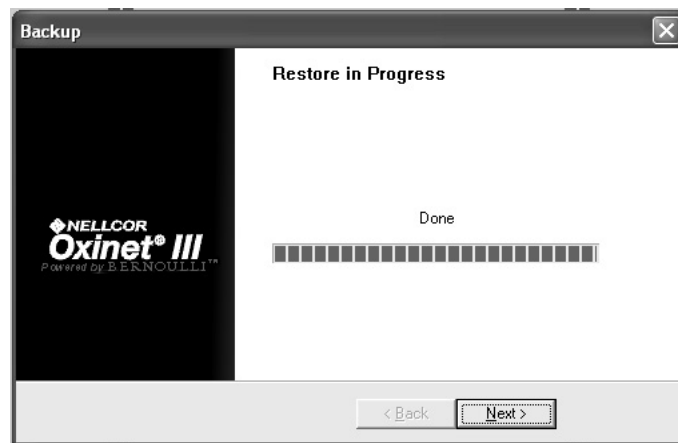 Backup
Restore in Progress
Done
NELLCOR
Oxinet® III
Powered by BERNOULLI™
< Back
Next >